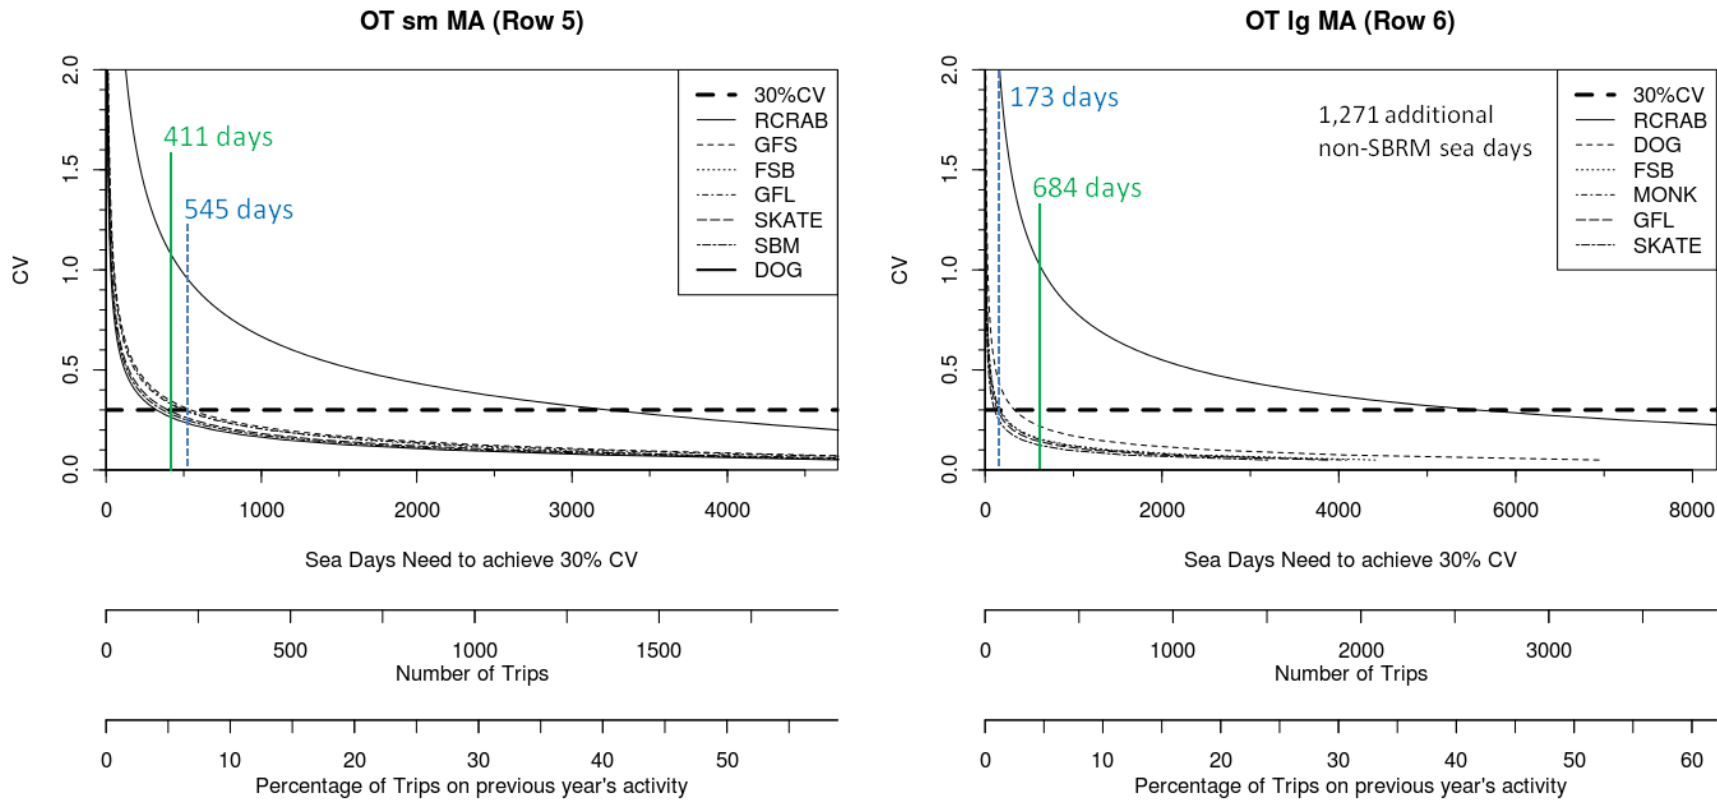 OT sm MA (Row 5)
2.0
1.5
1.0
0.5
0.0
CV
411 days
545 days
30%CV
RCRAB
GFS
FSB
GFL
SKATE
SBM
DOG
0 1000 2000 3000 4000
Sea Days Need to achieve 30% CV
0 500 1000 1500
Number of Trips
0 10 20 30 40 50
Percentage of Trips on previous year's activity
OT lg MA (Row 6)
2.0
1.5
1.0
0.5
0.0
CV
173 days
684 days
1,271 additional
non-SBRM sea days
30%CV
RCRAB
DOG
FSB
MONK
GFL
SKATE
0 2000 4000 6000 8000
Sea Days Need to achieve 30% CV
0 1000 2000 3000
Number of Trips
0 10 20 30 40 50 60
Percentage of Trips on previous year's activity